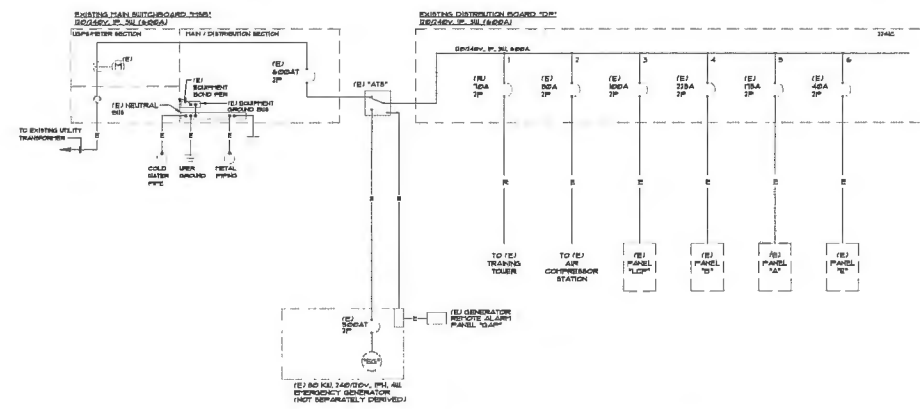 EXISTING MAIN SWITCHBOARD "MSB"
120/240V, 1P, 3W, (600A)
UGPS/METER SECTION
MAIN / DISTRIBUTION SECTION
(E)
(M)
(E)
600AT
2P
(E)
EQUIPMENT
BOND PER
(E) NEUTRAL
BUS
(E) EQUIPMENT
GROUND BUS
TO EXISTING UTILITY
TRANSFORMER
E
E
E
E
COLD
WATER
PIPE
UFER
GROUND
METAL
PIPING
(E) "ATS"
E
E
EXISTING DISTRIBUTION BOARD "DP"
120/240V, 1P, 3W, (600A)
120/240V, 1P, 3W, 600A
1
2
3
4
5
6
(R)
70A
2P
(E)
2P
(E)
100A
2P
(E)
225A
2P
(E)
2P
(E)
40A
2P
E
E
E
E
TO (E)
TRAINING
TOWER
TO (E)
AIR
COMPRESSOR
STATION
(E)
PANEL
"LCP"
(E)
PANEL
(E)
PANEL
"A"
(E)
PANEL
"E"
(E)
500AT
2P
E
(E) GENERATOR
REMOTE ALARM
PANEL "GAP"
(E) 80 KW, 240/120V, 1PH, 4W
EMERGENCY GENERATOR
(NOT SEPARATELY DERIVED)